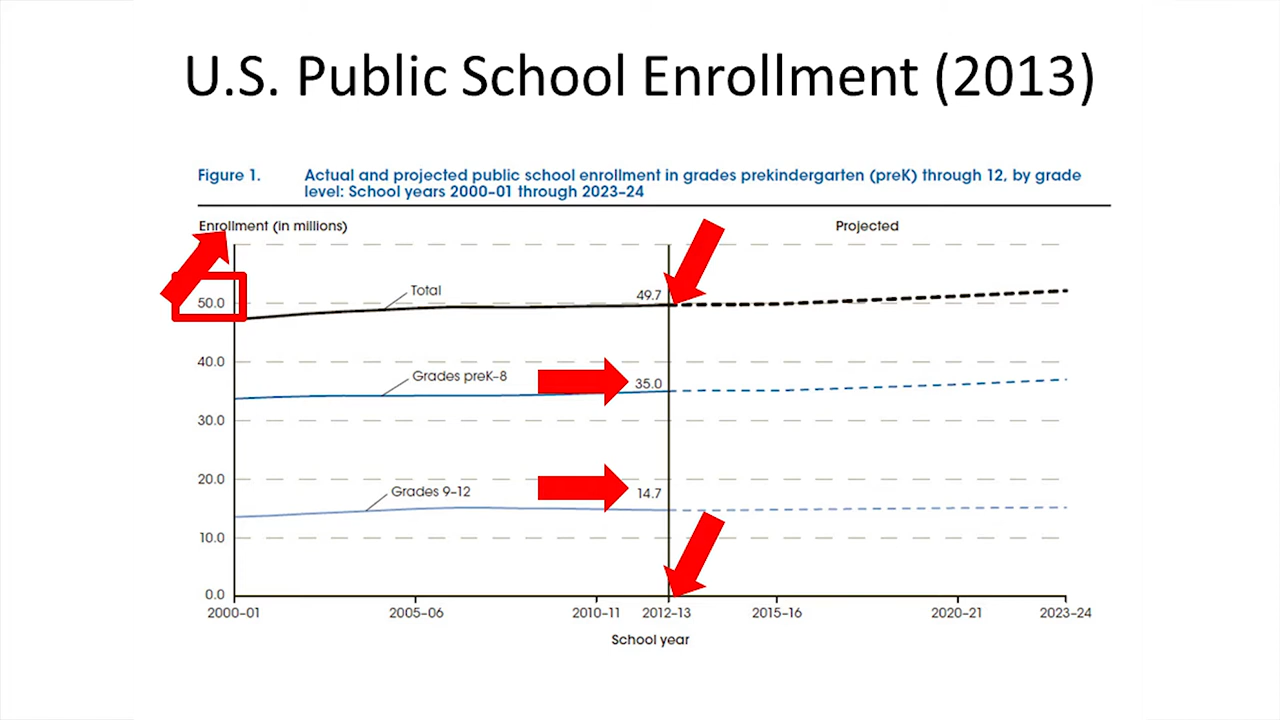 U.S. Public School Enrollment (2013)
Figure 1. Actual and projected public school enrollment in grades prekindergarten (preK) through 12, by grade
level: School years 2000–01 through 2023–24
Enrollment (in millions)
Projected
50.0
Total
49.7
40.0
Grades preK–8
35.0
30.0
20.0
Grades 9–12
14.7
10.0
0.0
2000–01 2005–06 2010–11 2012–13 2015–16 2020–21 2023–24
School year